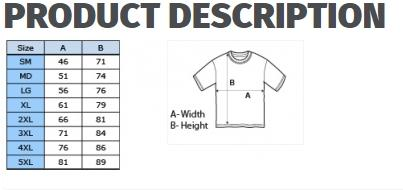 PRODUCT DESCRIPTION
Size A B
SM 46 71
MD 51 74
LG 56 76
XL 61 79
2XL 66 81
3XL 71 84
4XL 76 86
5XL 81 89
B
A
A- Width
B- Height